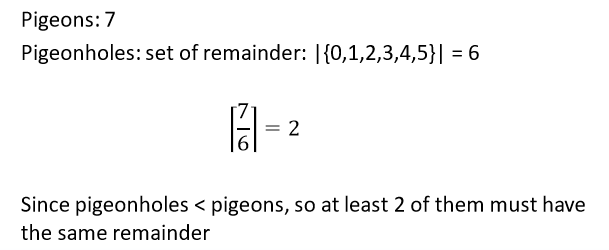 Pigeons: 7
Pigeonholes: set of remainder: |{0,1,2,3,4,5}| = 6
⌈7/6⌉ = 2
Since pigeonholes < pigeons, so at least 2 of them must have
the same remainder